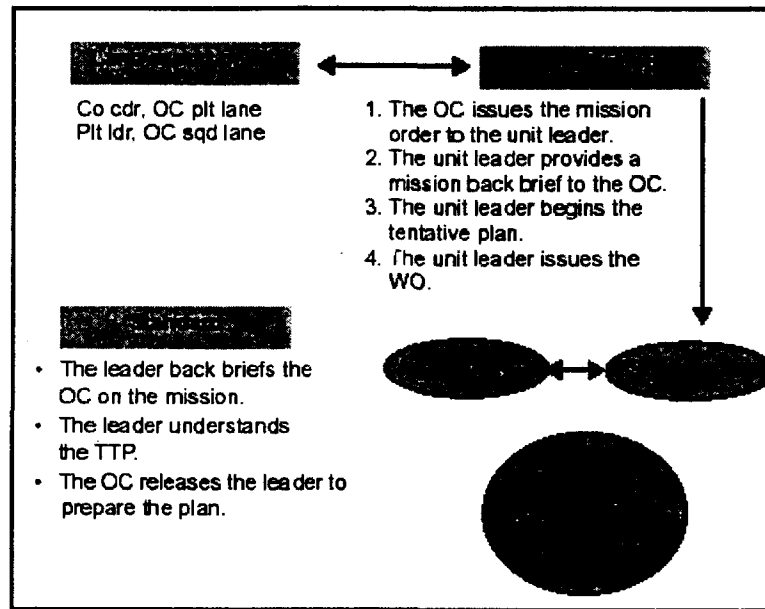 Co cdr, OC plt lane
Plt ldr, OC sqd lane
1. The OC issues the mission
order to the unit leader.
2. The unit leader provides a
mission back brief to the OC.
3. The unit leader begins the
tentative plan.
4. The unit leader issues the
WO.
• The leader back briefs the
OC on the mission.
• The leader understands
the TTP.
• The OC releases the leader to
prepare the plan.